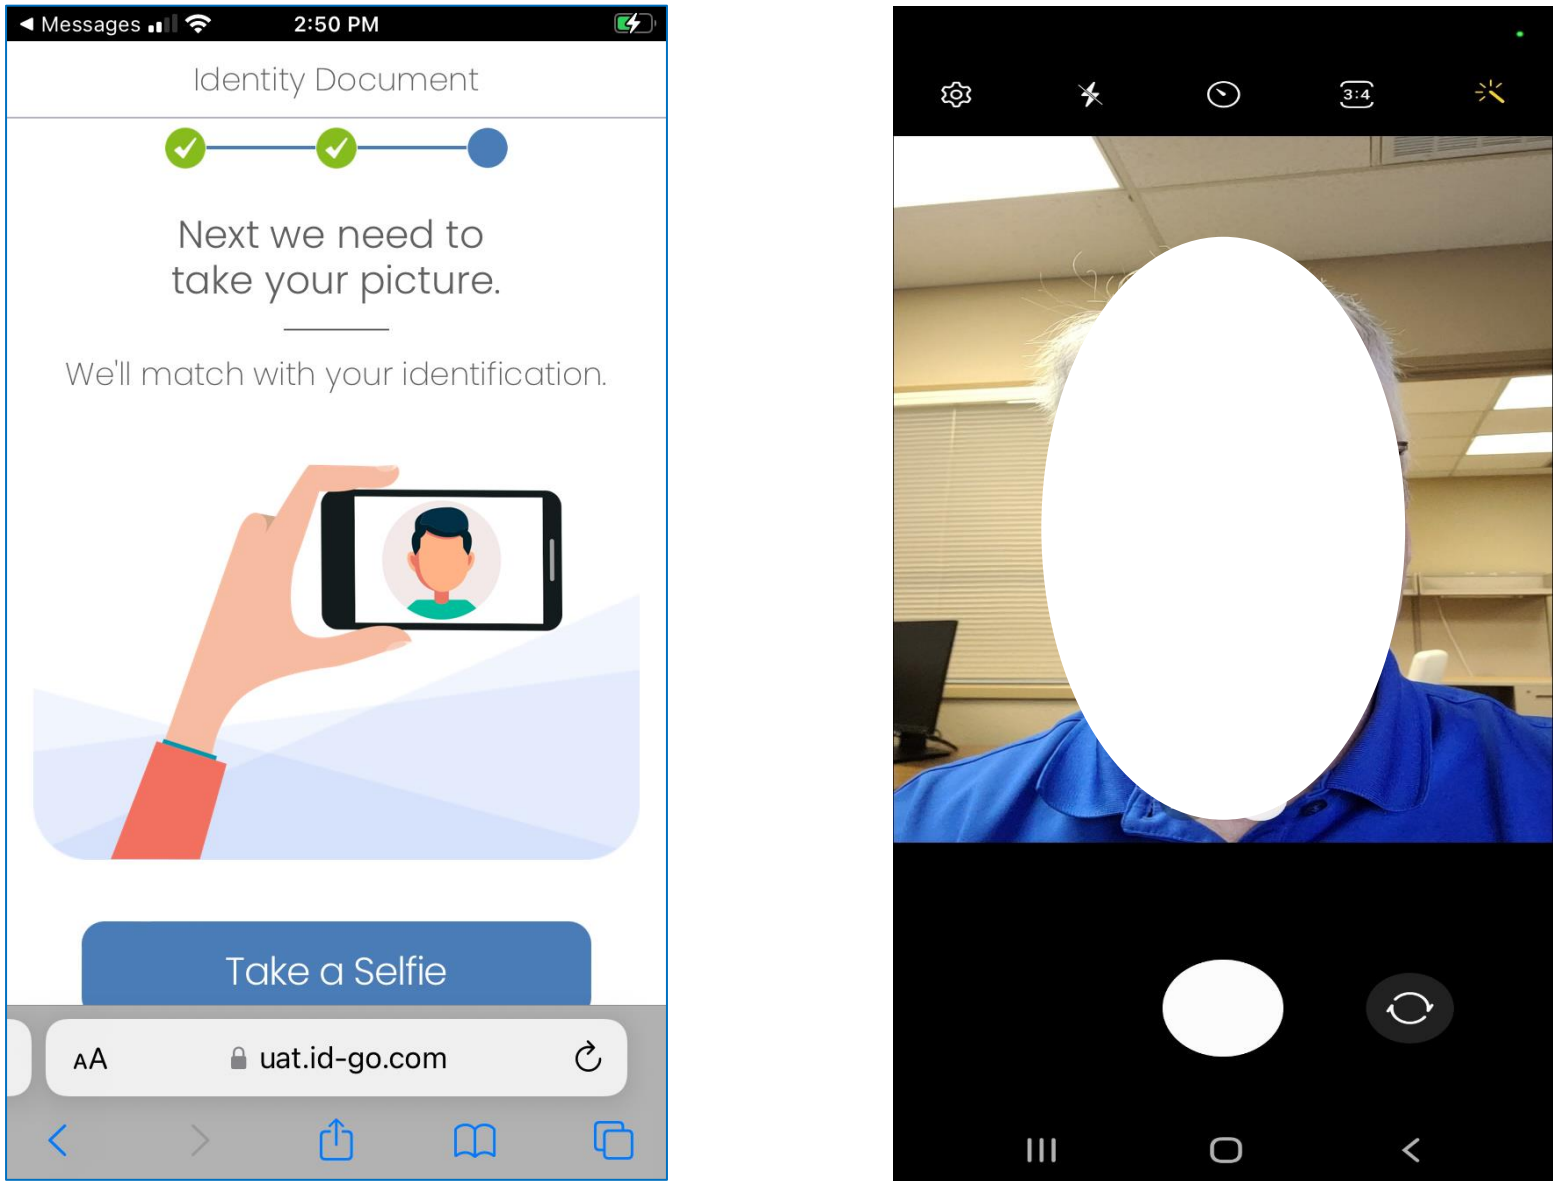 Messages 2:50 PM
Identity Document
Next we need to
take your picture.
We'll match with your identification.
Take a Selfie
AA uat.id-go.com
3:4